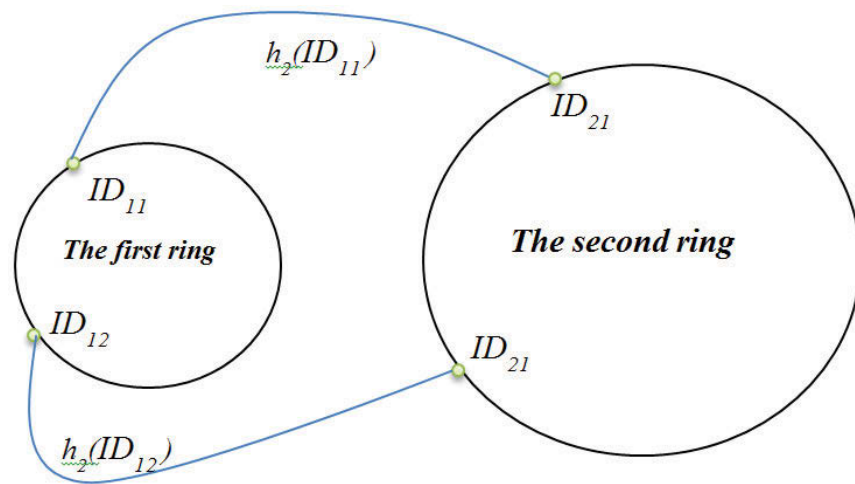 h₂(ID₁₁)
ID₂₁
ID₁₁
The first ring
The second ring
ID₁₂
ID₂₁
h₂(ID₁₂)